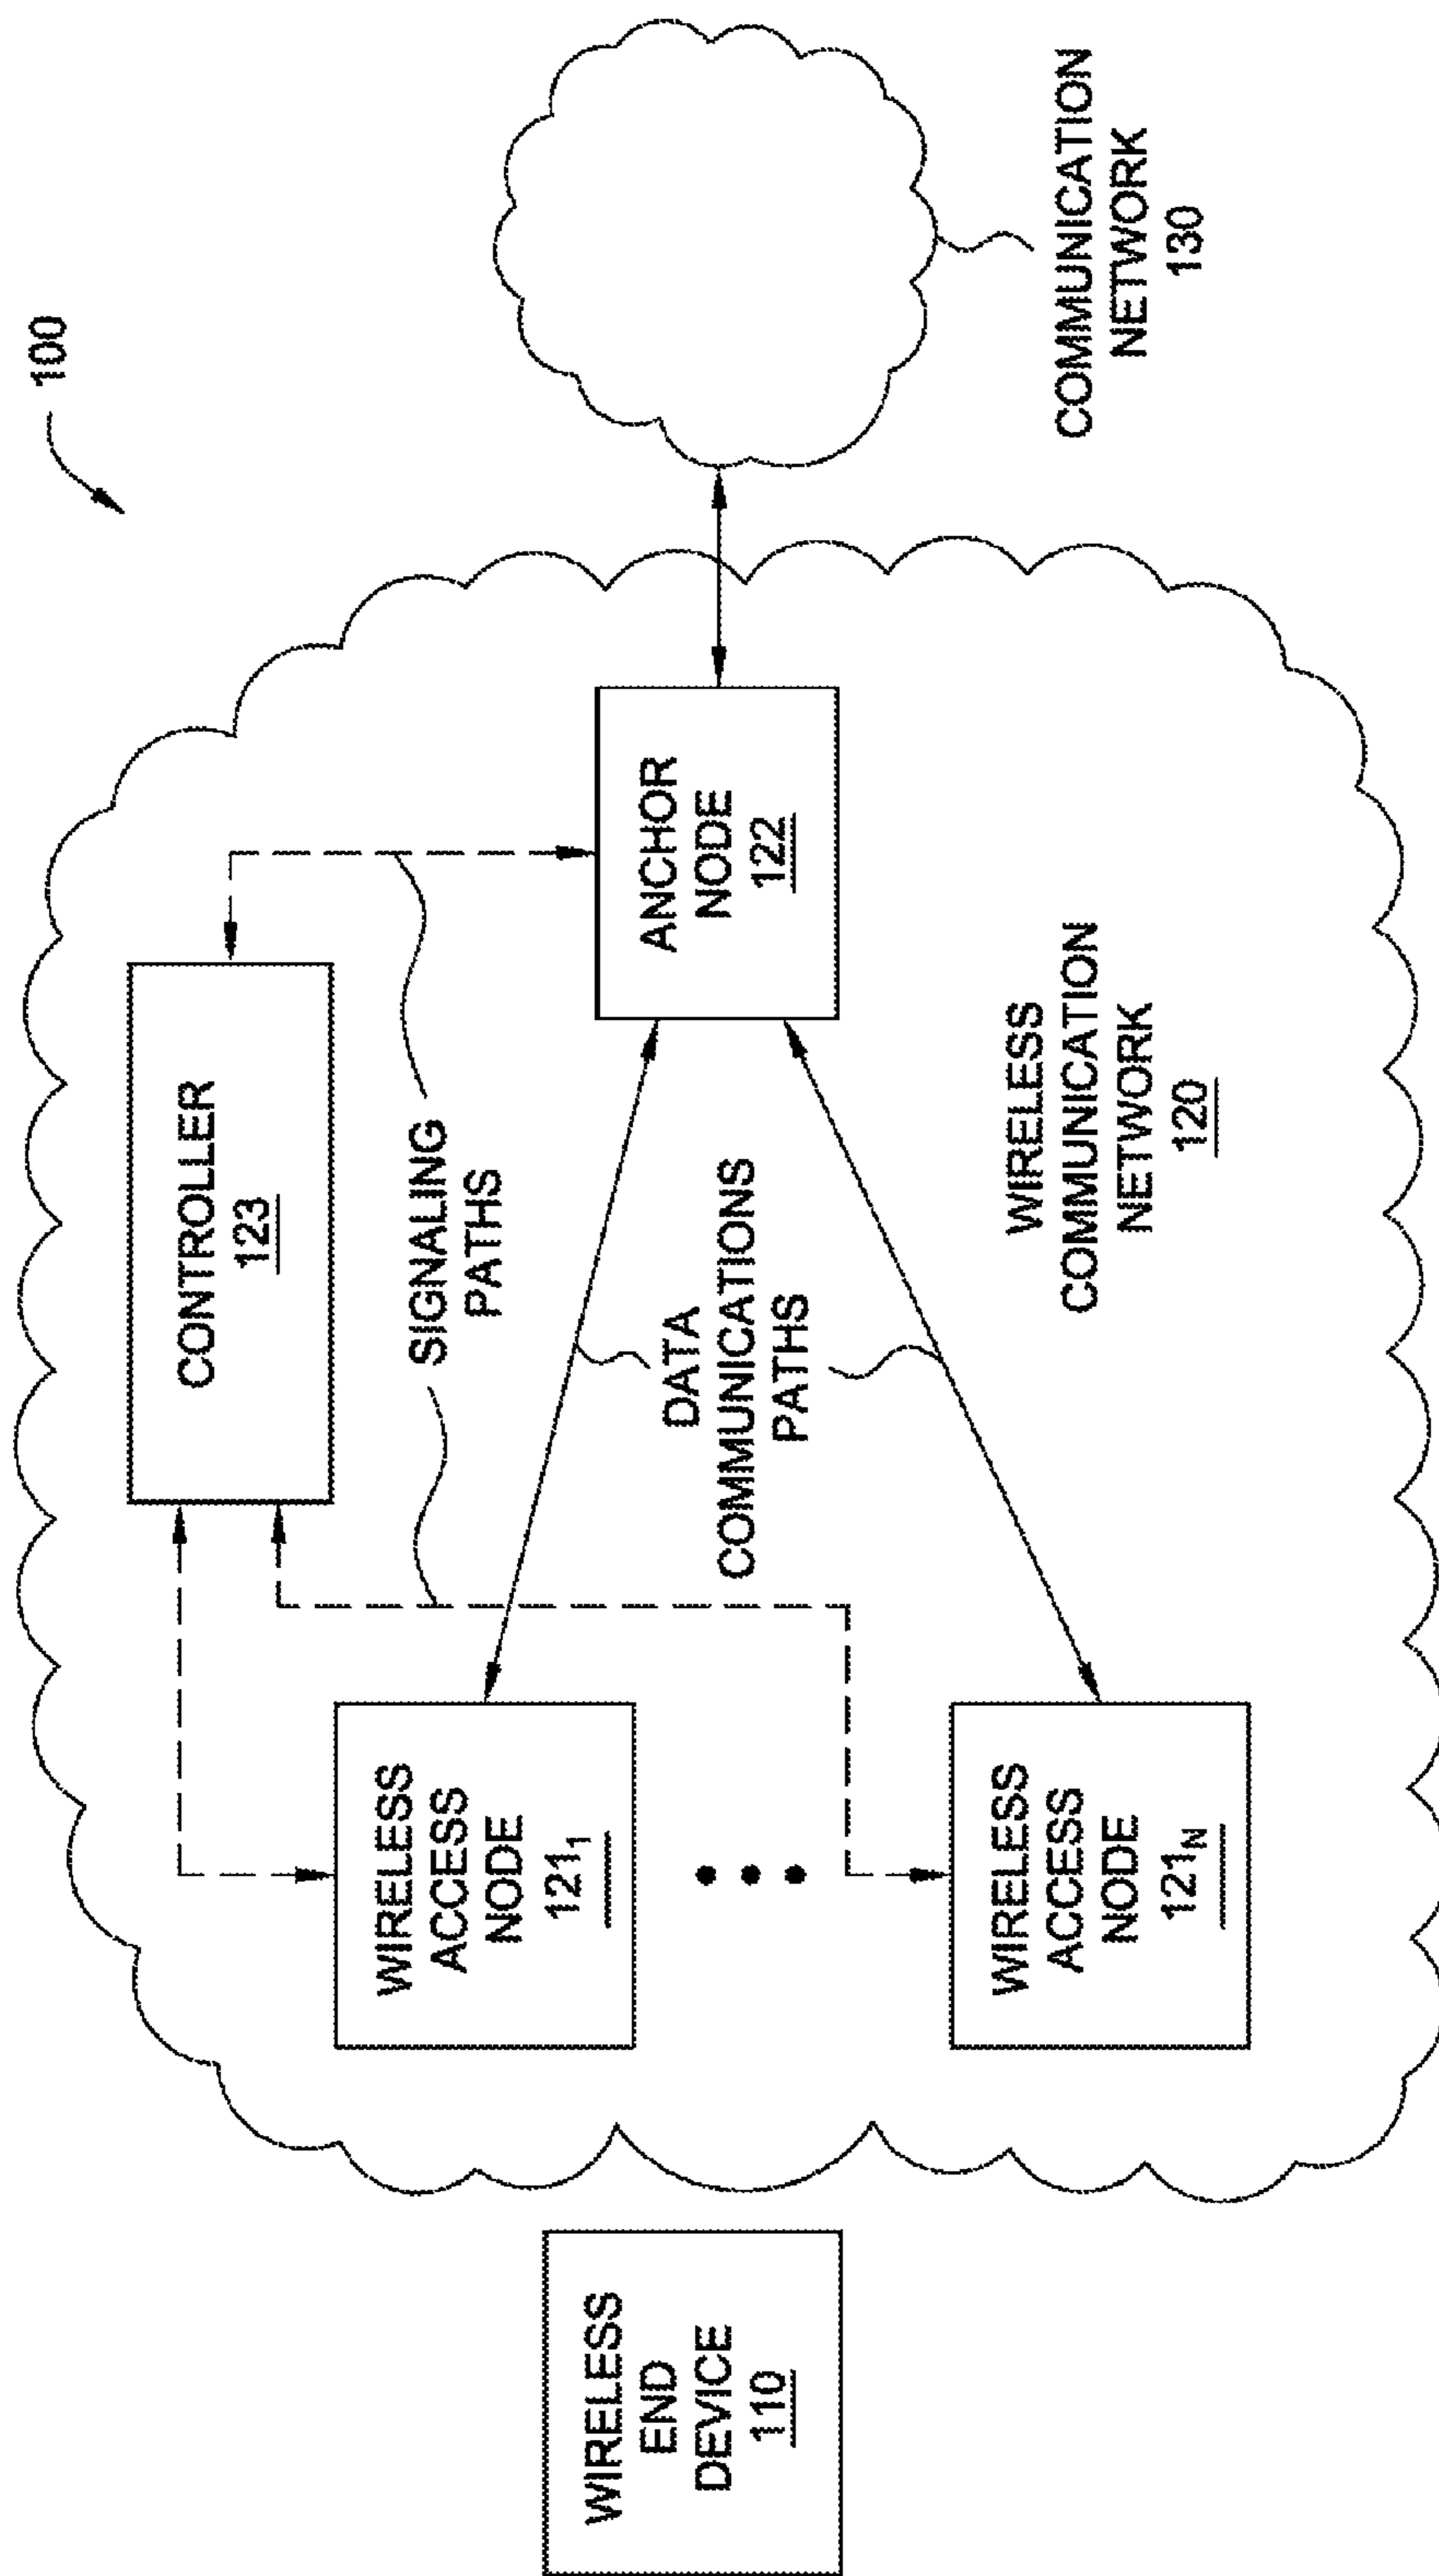 100
CONTROLLER
123
SIGNALING
PATHS
WIRELESS
ACCESS
NODE
121₁
ANCHOR
NODE
122
DATA
COMMUNICATIONS
PATHS
WIRELESS
END
DEVICE
110
WIRELESS
ACCESS
NODE
121N
WIRELESS
COMMUNICATION
NETWORK
120
COMMUNICATION
NETWORK
130